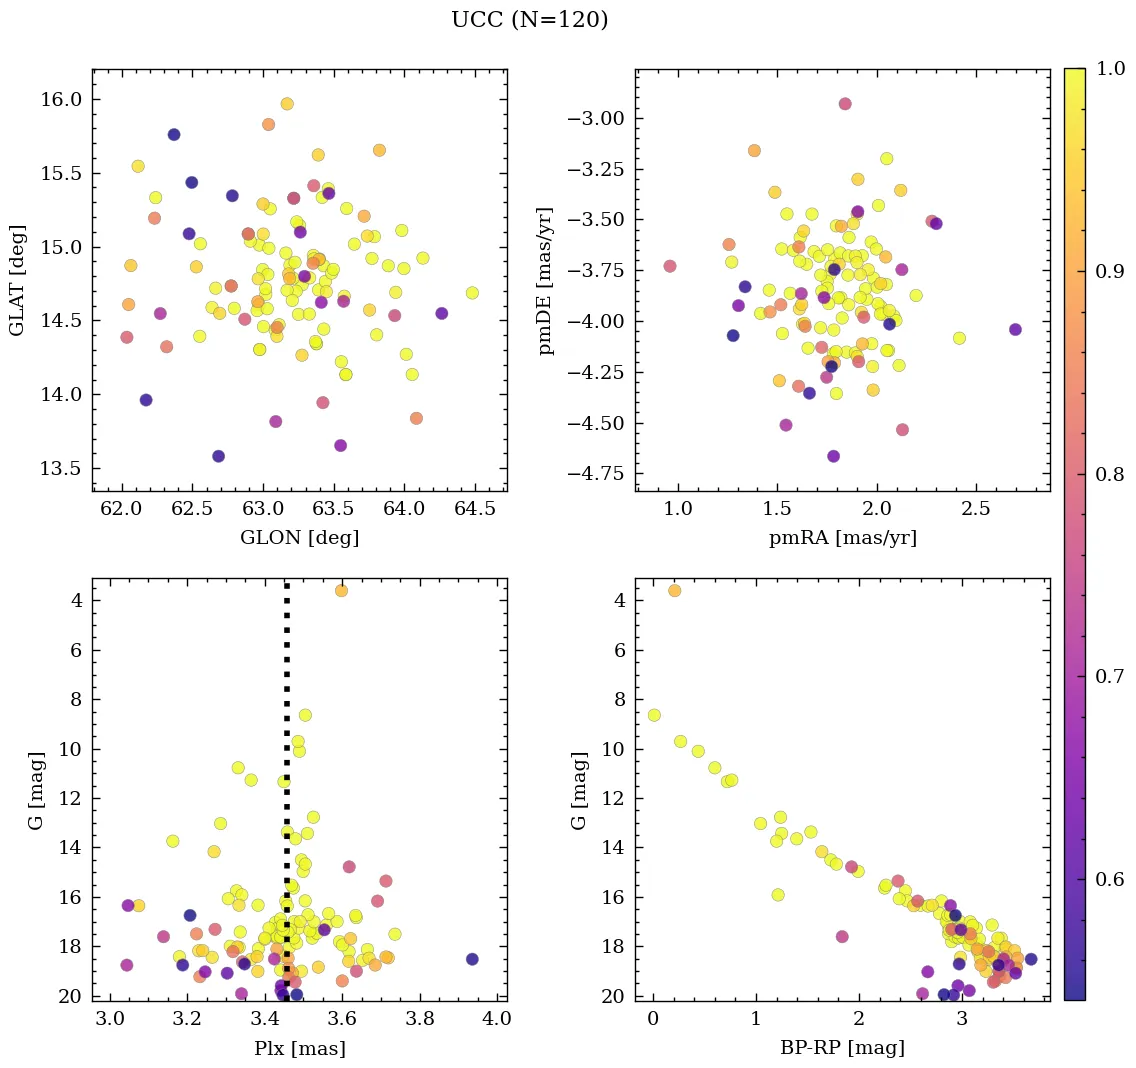 UCC (N=120)
16.0
15.5
15.0
14.5
14.0
13.5
GLAT [deg]
62.0 62.5 63.0 63.5 64.0 64.5
GLON [deg]
−3.00
−3.25
−3.50
−3.75
−4.00
−4.25
−4.50
−4.75
pmDE [mas/yr]
1.0 1.5 2.0 2.5
pmRA [mas/yr]
4
6
8
10
12
14
16
18
20
G [mag]
3.0 3.2 3.4 3.6 3.8 4.0
Plx [mas]
4
6
8
10
12
14
16
18
20
G [mag]
0 1 2 3
BP-RP [mag]
1.0
0.9
0.8
0.7
0.6